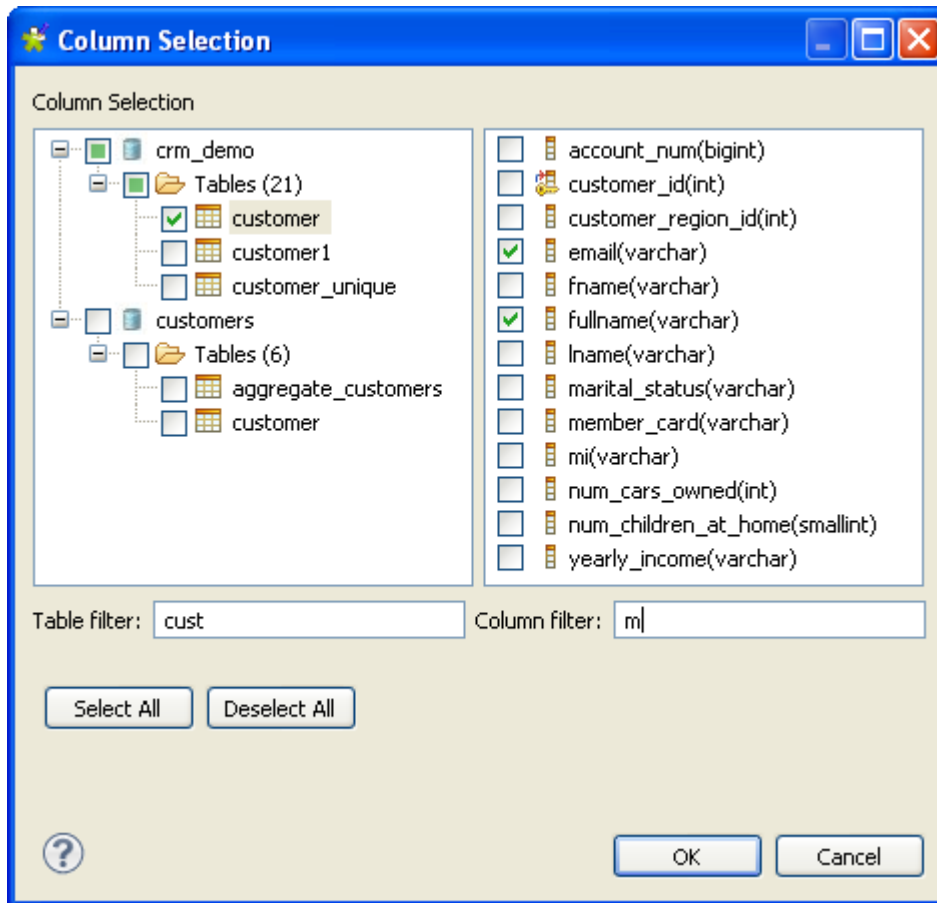 Column Selection
Column Selection
crm_demo
Tables (21)
customer
customer1
customer_unique
customers
Tables (6)
aggregate_customers
customer
account_num(bigint)
customer_id(int)
customer_region_id(int)
email(varchar)
fname(varchar)
fullname(varchar)
lname(varchar)
marital_status(varchar)
member_card(varchar)
mi(varchar)
num_cars_owned(int)
num_children_at_home(smallint)
yearly_income(varchar)
Table filter: cust
Column filter: m
Select All
Deselect All
?
OK
Cancel